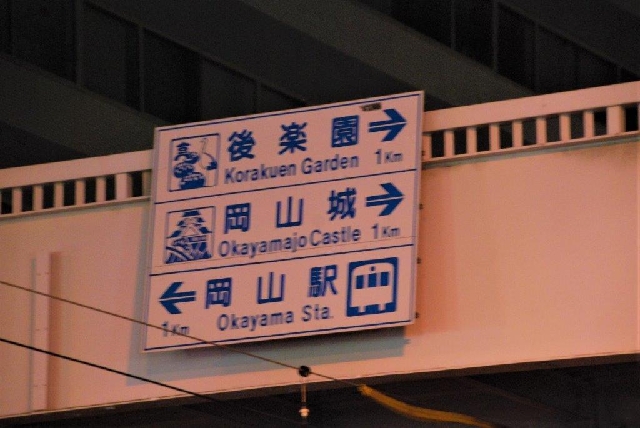 後楽園 →
Korakuen Garden 1Km
岡山城 →
Okayamajo Castle 1Km
← 岡山駅
1Km Okayama Sta.